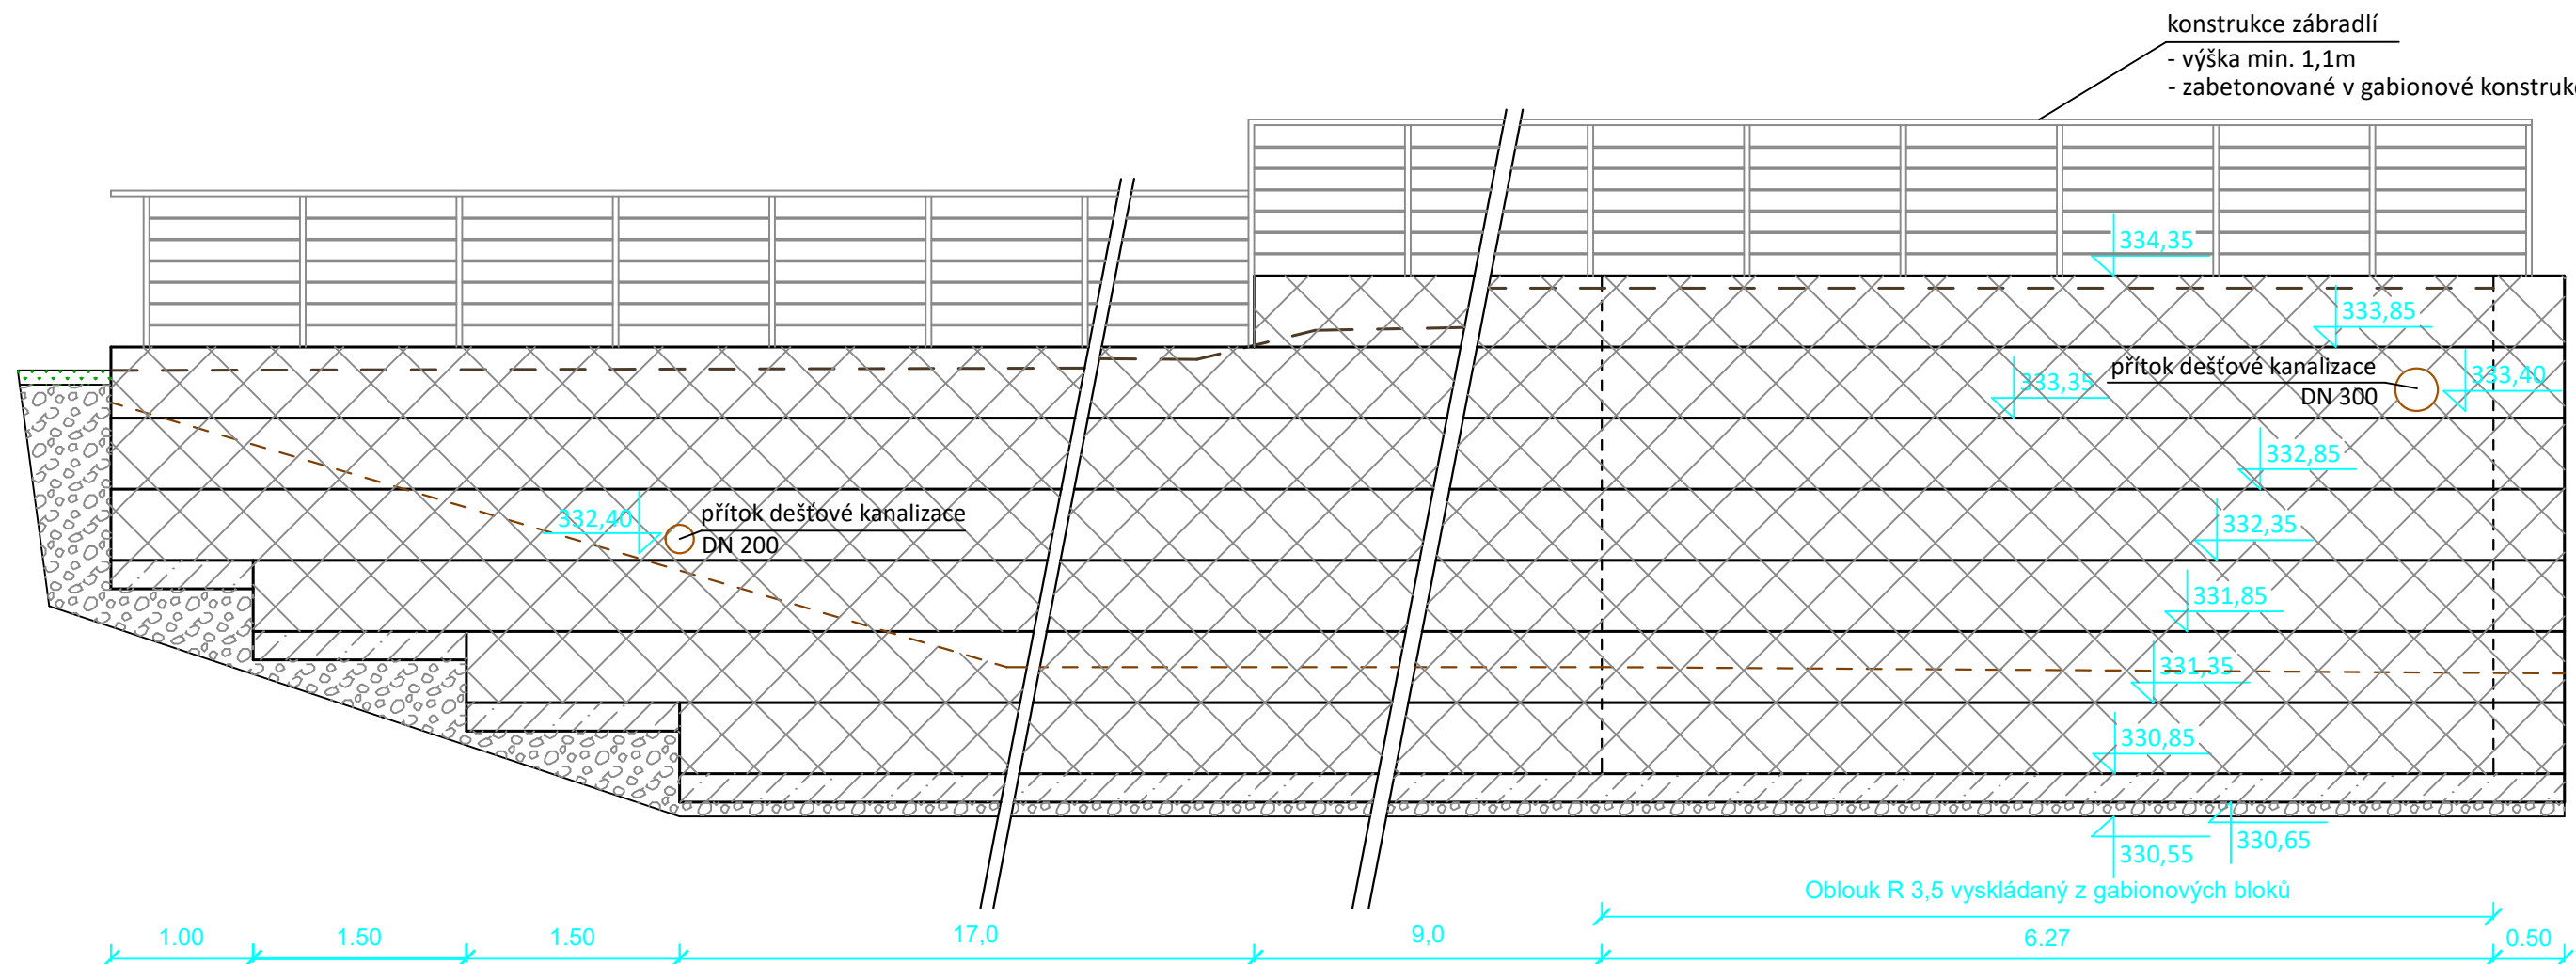 konstrukce zábradlí
- výška min. 1,1m
- zabetonované v gabionové konstrukc
334,35
333,85
přítok dešťové kanalizace
DN 300
333,35
333,40
332,85
332,40
přítok dešťové kanalizace
DN 200
332,35
331,85
331,35
330,85
330,55
330,65
Oblouk R 3,5 vyskládaný z gabionových bloků
1.00
1.50
1.50
17,0
9,0
6.27
0.50